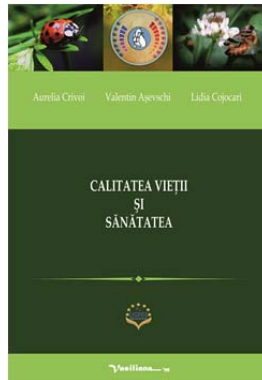 Aurelia Crivoi Valentin Așevschi Lidia Cojocari
CALITATEA VIEȚII
ȘI
SĂNĂTATEA
Vasiliana '98